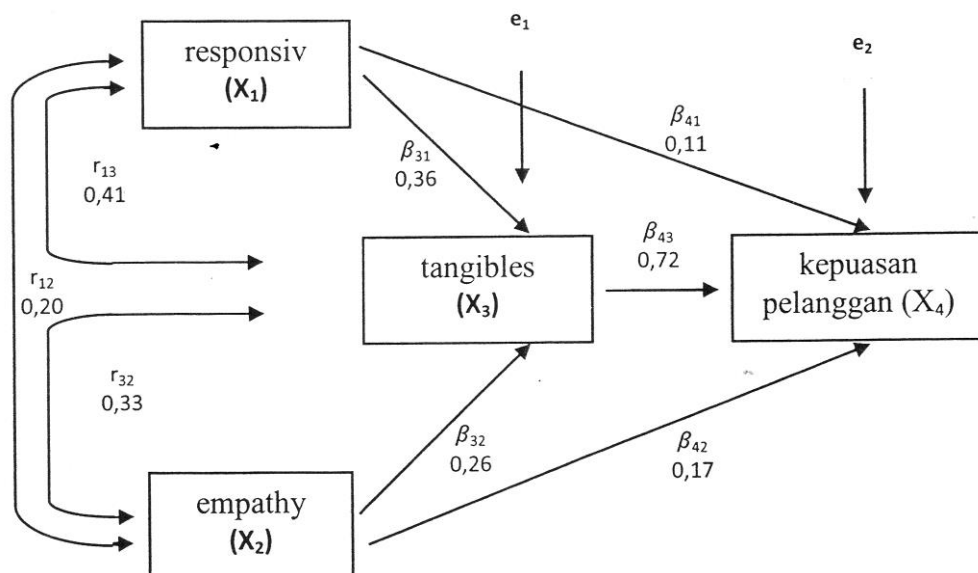 e₁
e₂
responsiv
(X₁)
β₄₁
0,11
β₃₁
0,36
r₁₃
0,41
β₄₃
0,72
tangibles
(X₃)
kepuasan
pelanggan (X₄)
r₁₂
0,20
r₃₂
0,33
β₃₂
0,26
β₄₂
0,17
empathy
(X₂)